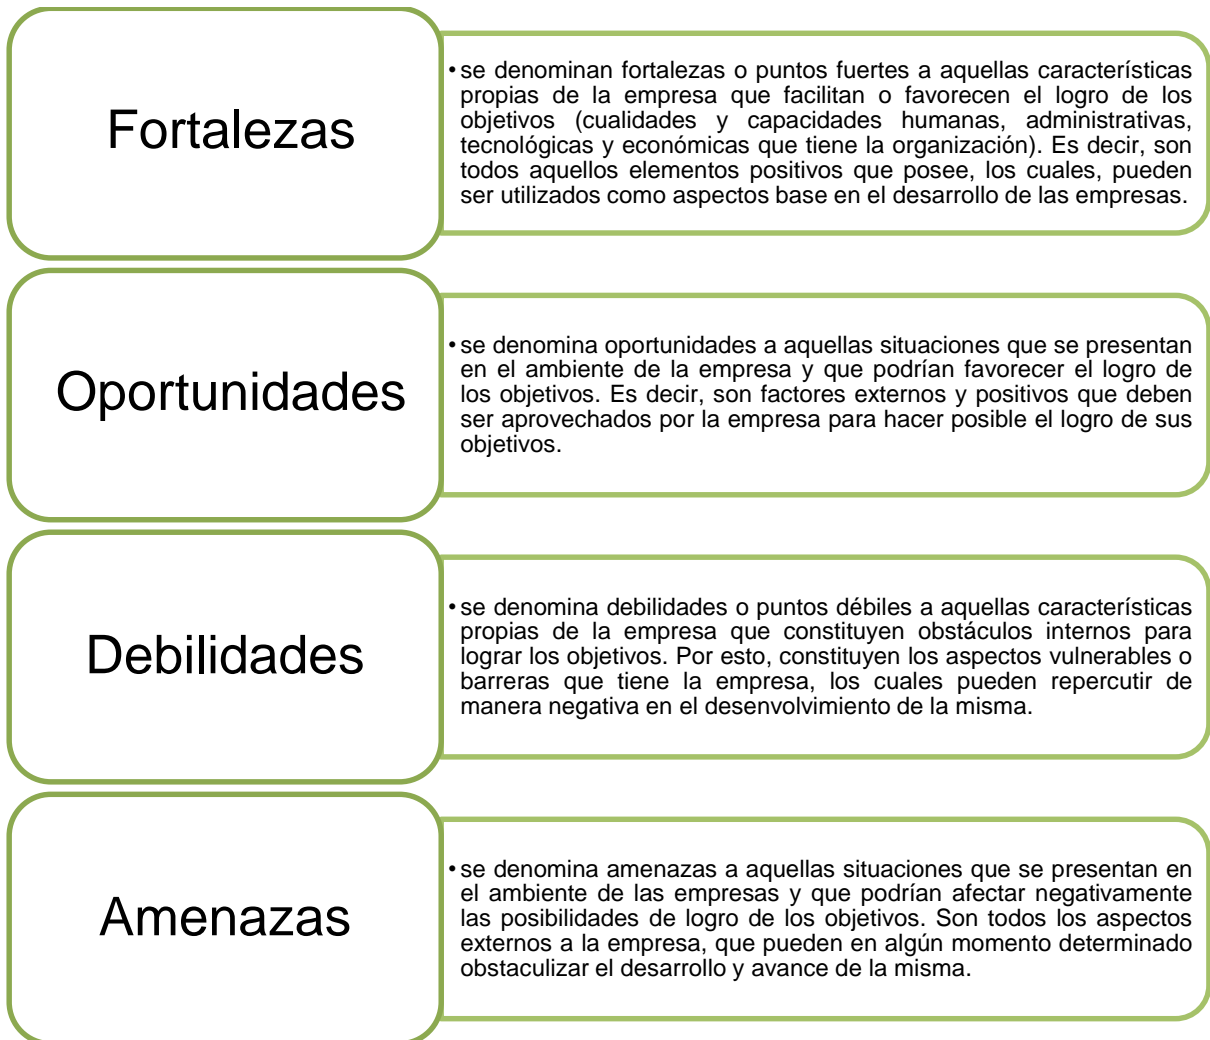 Fortalezas
•se denominan fortalezas o puntos fuertes a aquellas características
propias de la empresa que facilitan o favorecen el logro de los
objetivos (cualidades y capacidades humanas, administrativas,
tecnológicas y económicas que tiene la organización). Es decir, son
todos aquellos elementos positivos que posee, los cuales, pueden
ser utilizados como aspectos base en el desarrollo de las empresas.
Oportunidades
•se denomina oportunidades a aquellas situaciones que se presentan
en el ambiente de la empresa y que podrían favorecer el logro de
los objetivos. Es decir, son factores externos y positivos que deben
ser aprovechados por la empresa para hacer posible el logro de sus
objetivos.
Debilidades
•se denomina debilidades o puntos débiles a aquellas características
propias de la empresa que constituyen obstáculos internos para
lograr los objetivos. Por esto, constituyen los aspectos vulnerables o
barreras que tiene la empresa, los cuales pueden repercutir de
manera negativa en el desenvolvimiento de la misma.
Amenazas
•se denomina amenazas a aquellas situaciones que se presentan en
el ambiente de las empresas y que podrían afectar negativamente
las posibilidades de logro de los objetivos. Son todos los aspectos
externos a la empresa, que pueden en algún momento determinado
obstaculizar el desarrollo y avance de la misma.